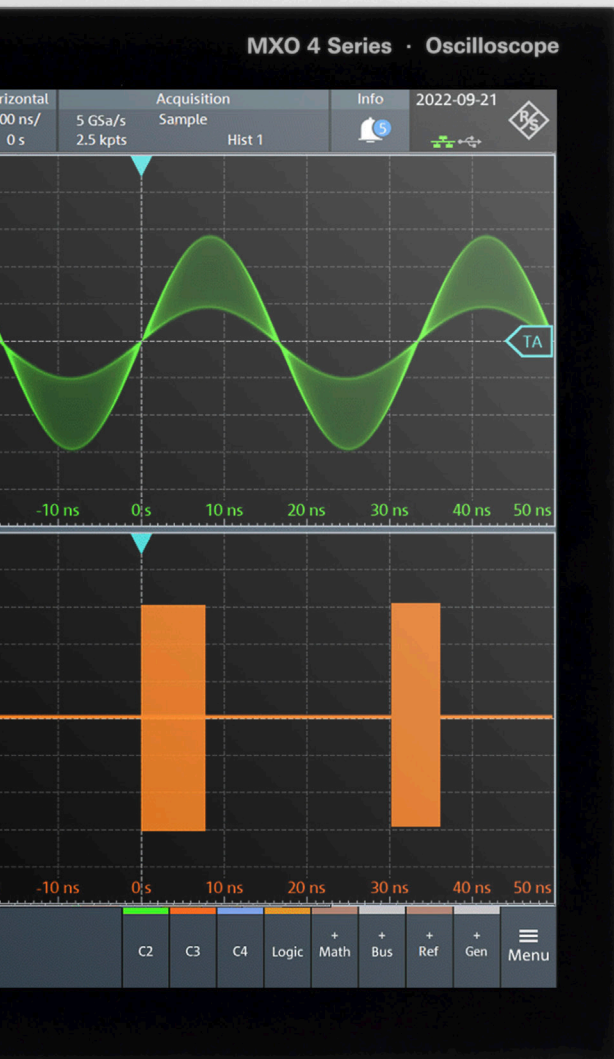 MXO 4 Series · Oscilloscope
rizontal
Acquisition
Info
2022-09-21
00 ns/
5 GSa/s
Sample
0 s
2.5 kpts
Hist 1
5
R&S
TA
-10 ns
0 s
10 ns
20 ns
30 ns
40 ns
50 ns
-10 ns
0 s
10 ns
20 ns
30 ns
40 ns
50 ns
C2
C3
C4
Logic
+
Math
+
Bus
+
Ref
+
Gen
Menu